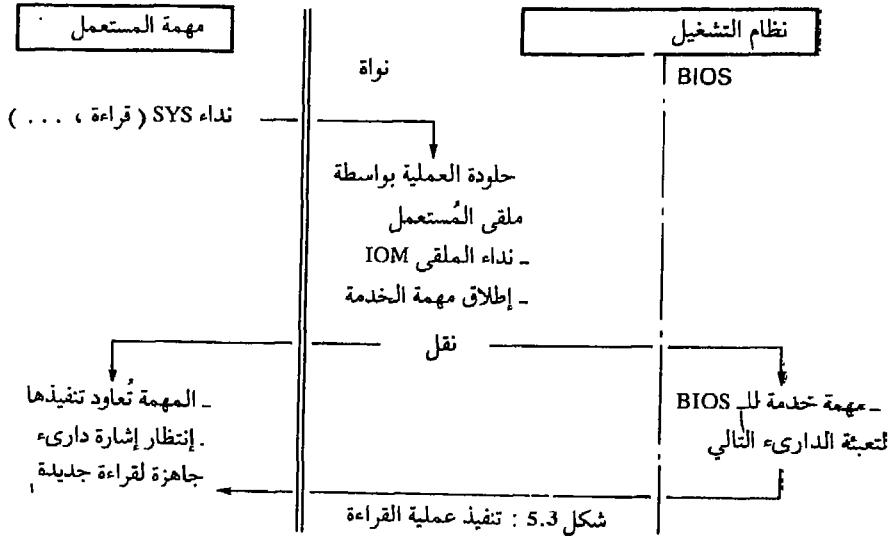 نظام التشغيل
مهمة المستعمل
BIOS
نواة
نداء SYS ( قراءة ، . . . )
حلودة العملية بواسطة
ملقى المُستعمل
ـ نداء الملقى IOM
ـ إطلاق مهمة الخدمة
نقل
ـ مهمة خدمة للـ BIOS
لتعبئة الدارىء التالي
ـ المهمة تُعاود تنفيذها
. إنتظار إشارة دارىء
جاهزة لقراءة جديدة
شكل 5.3 : تنفيذ عملية القراءة